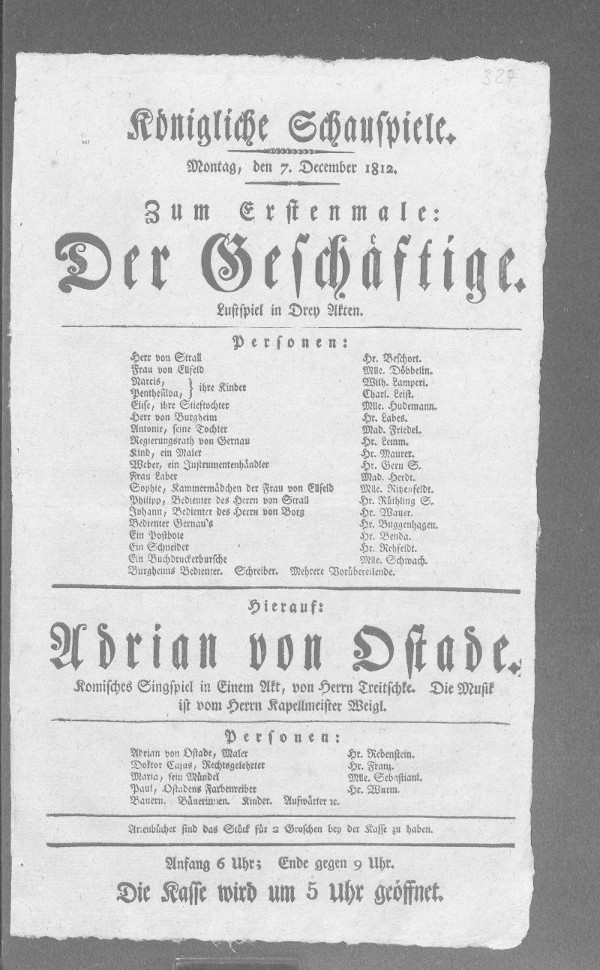 327
Königliche Schauspiele.
Montag, den 7. December 1812.
Zum Erstenmale:
Der Geschäftige.
Lustspiel in Drey Akten.
Personen:
Herr von Strall Hr. Beschort.
Frau von Ellfeld Mlle. Döbbelin.
Narcis, Wilh. Lamperi.
} ihre Kinder
Penthesilva, Charl. Leist.
Elise, ihre Stieftochter Mlle. Hudemann.
Herr von Burgheim Hr. Labes.
Antonie, seine Tochter Mad. Friedel.
Regierungsrath von Gernau Hr. Lemm.
Kind, ein Maler Hr. Maurer.
Weber, ein Instrumentenhändler Hr. Gern S.
Frau Laber Mad. Herdt.
Sophie, Kammermädchen der Frau von Ellfeld Mlle. Ritzenfeldt.
Philipp, Bedienter des Herrn von Strall Hr. Rüthling S.
Johann, Bedienter des Herrn von Borg Hr. Wauer.
Bedienter Gernau's Hr. Buggenhagen.
Ein Postbote Hr. Benda.
Ein Schneider Hr. Rehfeldt.
Ein Buchdruckerbursche Mlle. Schwach.
Burgheims Bedienter. Schreiber. Mehrere Vorübereilende.
Hierauf:
Adrian von Ostade.
Komisches Singspiel in Einem Akt, von Herrn Treitschke. Die Musik
ist vom Herrn Kapellmeister Weigl.
Personen:
Adrian von Ostade, Maler Hr. Rebenstein.
Doktor Cajus, Rechtsgelehrter Hr. Franz.
Maria, sein Mündel Mlle. Sebastiani.
Paul, Ostadens Farbenreiber Hr. Wurm.
Bauern. Bäuerinnen. Kinder. Aufwärter ꝛc.
Arienbücher sind das Stück für 2 Groschen bey der Kasse zu haben.
Anfang 6 Uhr; Ende gegen 9 Uhr.
Die Kasse wird um 5 Uhr geöffnet.